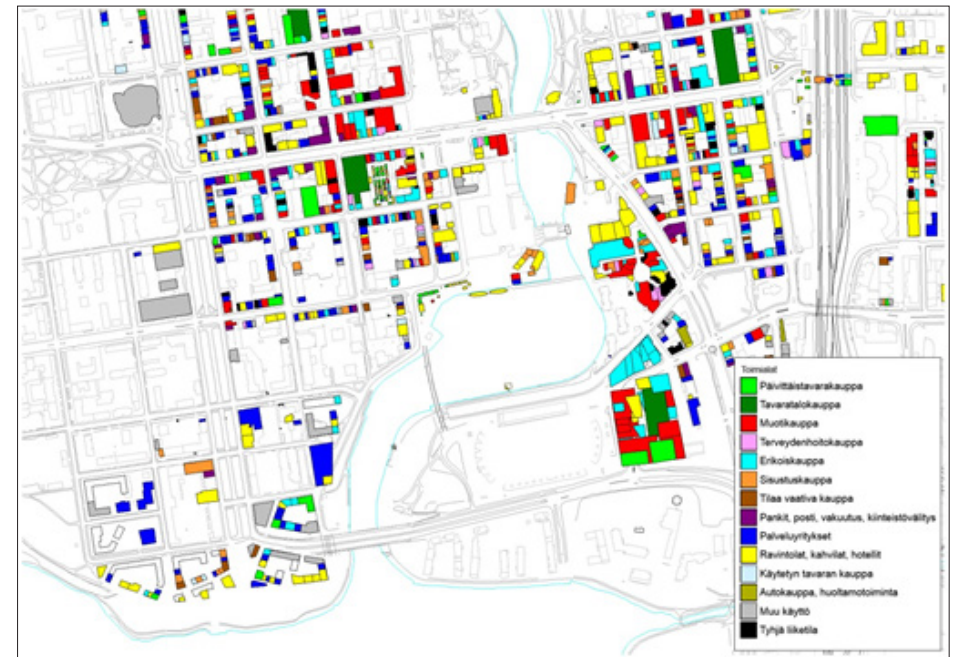 Toimialat
Päivittäistavarakauppa
Tavaratalokauppa
Muotikauppa
Terveydenhoitokauppa
Erikoiskauppa
Sisustuskauppa
Tilaa vaativa kauppa
Pankit, posti, vakuutus, kiinteistövälitys
Palveluyritykset
Ravintolat, kahvilat, hotellit
Käytetyn tavaran kauppa
Autokauppa, huoltamotoiminta
Muu käyttö
Tyhjä liiketila